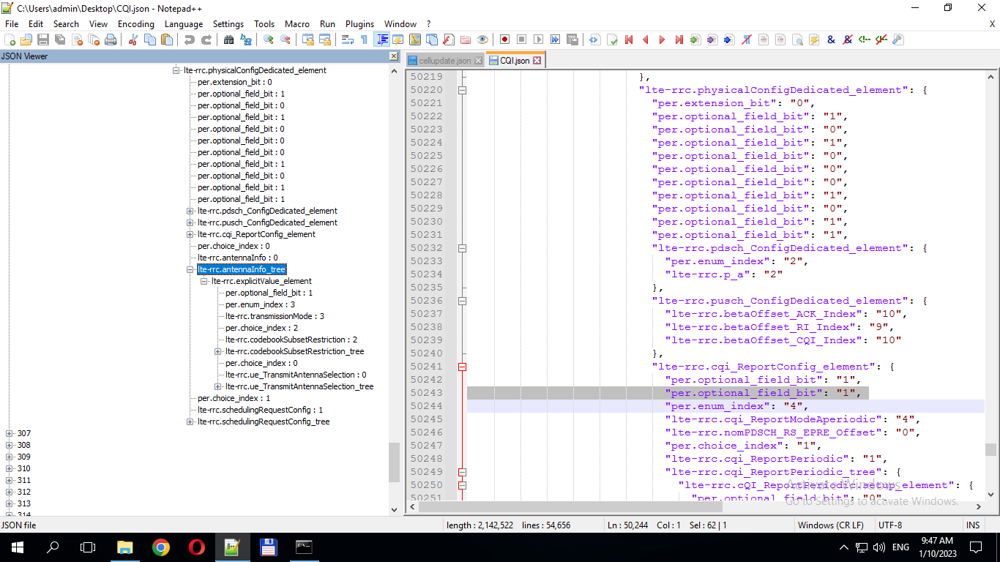 C:\Users\admin\Desktop\CQI.json - Notepad++
File Edit Search View Encoding Language Settings Tools Macro Run Plugins Window ? X
JSON Viewer
lte-rrc.physicalConfigDedicated_element
per.extension_bit : 0
per.optional_field_bit : 1
per.optional_field_bit : 0
per.optional_field_bit : 1
per.optional_field_bit : 0
per.optional_field_bit : 0
per.optional_field_bit : 0
per.optional_field_bit : 1
per.optional_field_bit : 0
per.optional_field_bit : 1
per.optional_field_bit : 1
lte-rrc.pdsch_ConfigDedicated_element
lte-rrc.pusch_ConfigDedicated_element
lte-rrc.cqi_ReportConfig_element
per.choice_index : 0
lte-rrc.antennaInfo : 0
lte-rrc.antennaInfo_tree
lte-rrc.explicitValue_element
per.optional_field_bit : 1
per.enum_index : 3
lte-rrc.transmissionMode : 3
per.choice_index : 2
lte-rrc.codebookSubsetRestriction : 2
lte-rrc.codebookSubsetRestriction_tree
per.choice_index : 0
lte-rrc.ue_TransmitAntennaSelection : 0
lte-rrc.ue_TransmitAntennaSelection_tree
per.choice_index : 1
lte-rrc.schedulingRequestConfig : 1
lte-rrc.schedulingRequestConfig_tree
307
308
309
310
311
312
313
314
cellupdate.json CQI.json
50219 },
50220 "lte-rrc.physicalConfigDedicated_element": {
50221 "per.extension_bit": "0",
50222 "per.optional_field_bit": "1",
50223 "per.optional_field_bit": "0",
50224 "per.optional_field_bit": "1",
50225 "per.optional_field_bit": "0",
50226 "per.optional_field_bit": "0",
50227 "per.optional_field_bit": "0",
50228 "per.optional_field_bit": "1",
50229 "per.optional_field_bit": "0",
50230 "per.optional_field_bit": "1",
50231 "per.optional_field_bit": "1",
50232 "lte-rrc.pdsch_ConfigDedicated_element": {
50233 "per.enum_index": "2",
50234 "lte-rrc.p_a": "2"
50235 },
50236 "lte-rrc.pusch_ConfigDedicated_element": {
50237 "lte-rrc.betaOffset_ACK_Index": "10",
50238 "lte-rrc.betaOffset_RI_Index": "9",
50239 "lte-rrc.betaOffset_CQI_Index": "10"
50240 },
50241 "lte-rrc.cqi_ReportConfig_element": {
50242 "per.optional_field_bit": "1",
50243 "per.optional_field_bit": "1",
50244 "per.enum_index": "4",
50245 "lte-rrc.cqi_ReportModeAperiodic": "4",
50246 "lte-rrc.nomPDSCH_RS_EPRE_Offset": "0",
50247 "per.choice_index": "1",
50248 "lte-rrc.cqi_ReportPeriodic": "1",
50249 "lte-rrc.cqi_ReportPeriodic_tree": {
50250 "lte-rrc.cQI_ReportPeriodic_setup_element": {
50251 "per.optional_field_bit": "0",
Activate Windows
Go to Settings to activate Windows.
JSON file length : 2,142,522 lines : 54,656 Ln : 50,244 Col : 1 Sel : 62 | 1 Windows (CR LF) UTF-8 INS
ENG
9:47 AM
1/10/2023